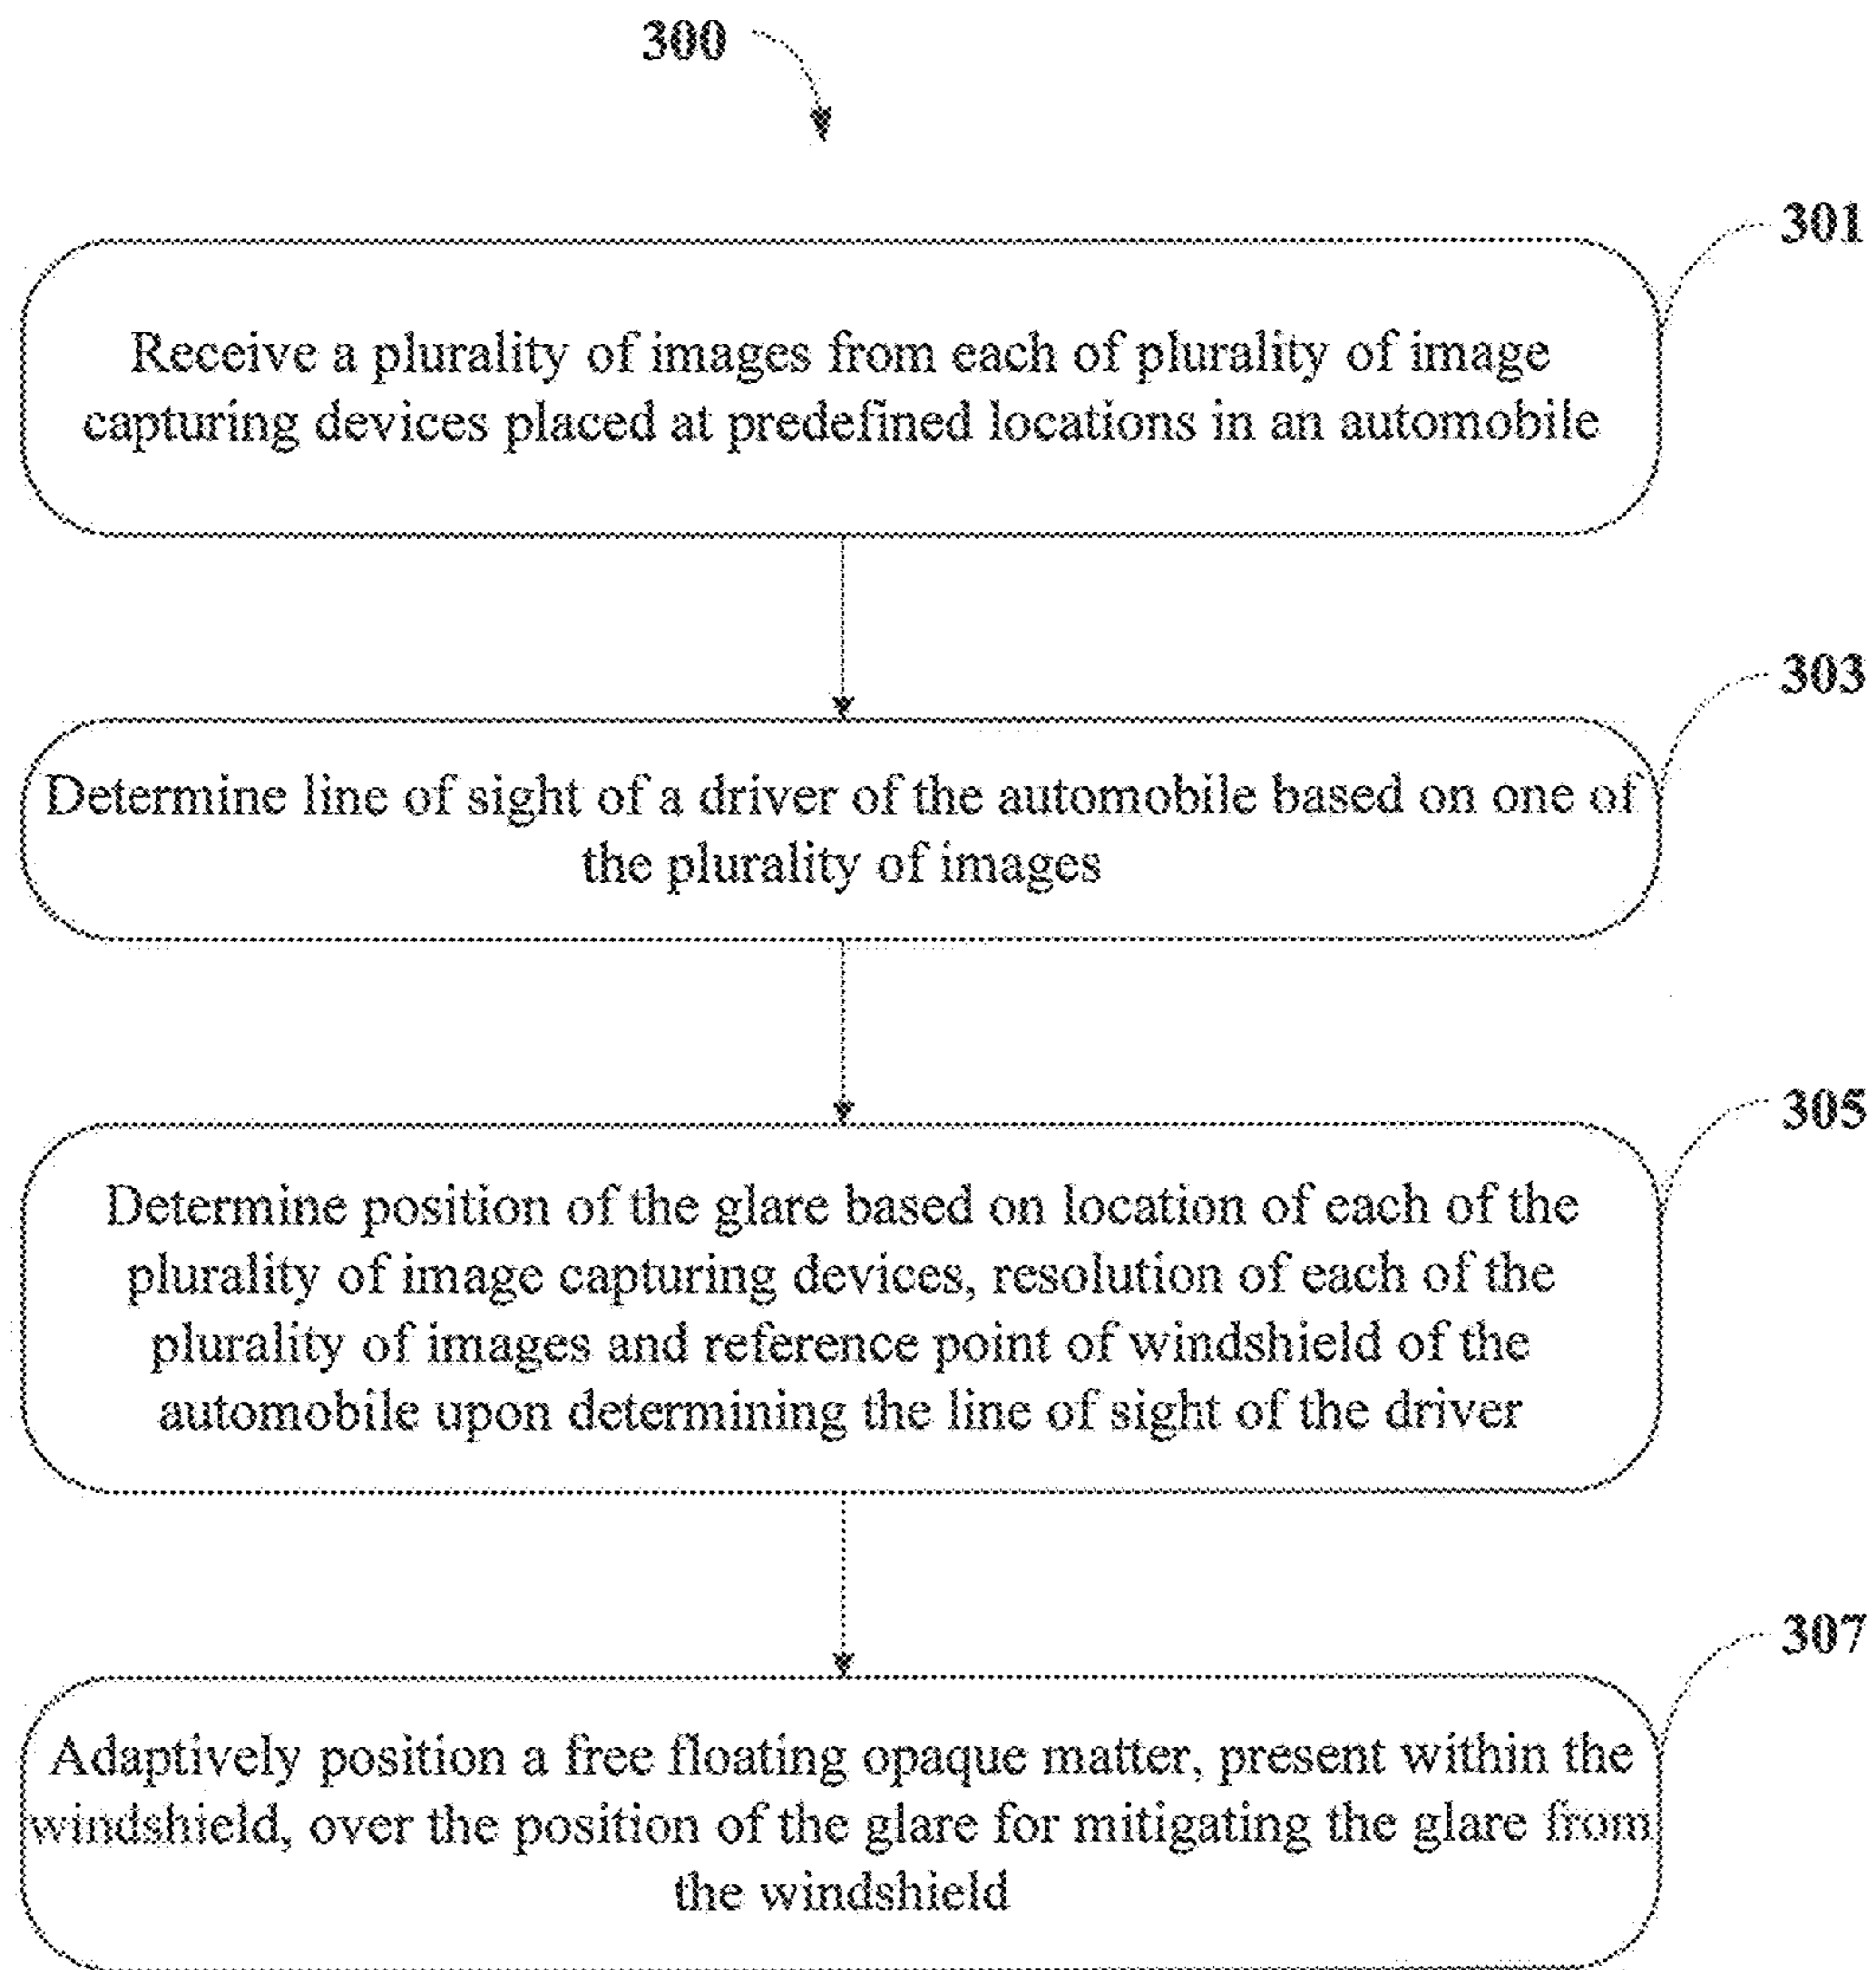 300
301
Receive a plurality of images from each of plurality of image
capturing devices placed at predefined locations in an automobile
303
Determine line of sight of a driver of the automobile based on one of
the plurality of images
305
Determine position of the glare based on location of each of the
plurality of image capturing devices, resolution of each of the
plurality of images and reference point of windshield of the
automobile upon determining the line of sight of the driver
307
Adaptively position a free floating opaque matter, present within the
windshield, over the position of the glare for mitigating the glare from
the windshield